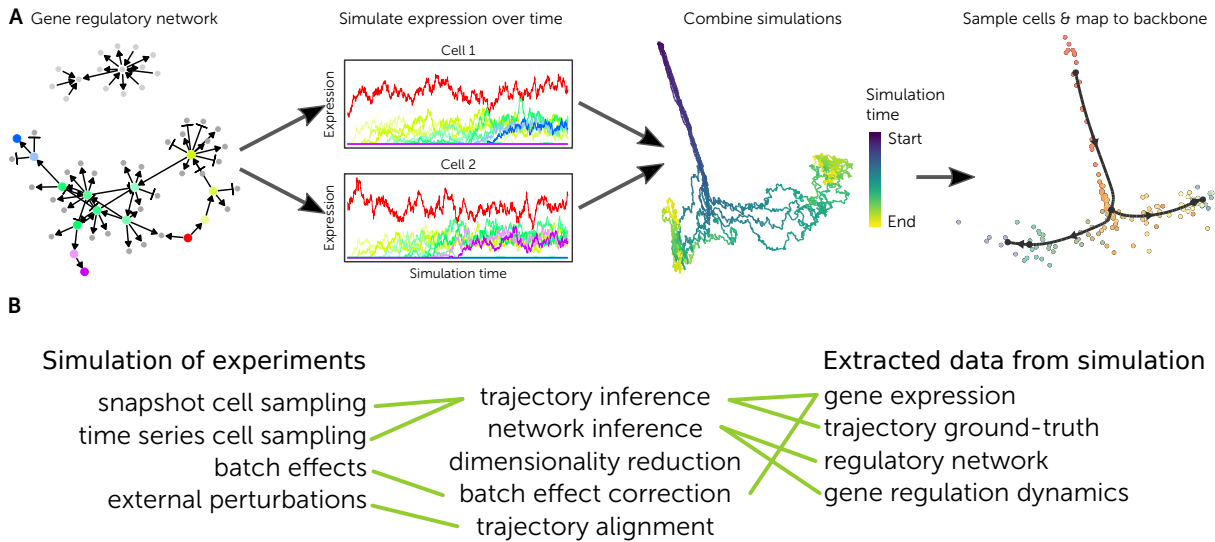 A
Gene regulatory network
Simulate expression over time
Combine simulations
Sample cells & map to backbone
Cell 1
Expression
Cell 2
Expression
Simulation time
Simulation
time
Start
End
B
Simulation of experiments
snapshot cell sampling
time series cell sampling
batch effects
external perturbations
trajectory inference
network inference
dimensionality reduction
batch effect correction
trajectory alignment
Extracted data from simulation
gene expression
trajectory ground-truth
regulatory network
gene regulation dynamics